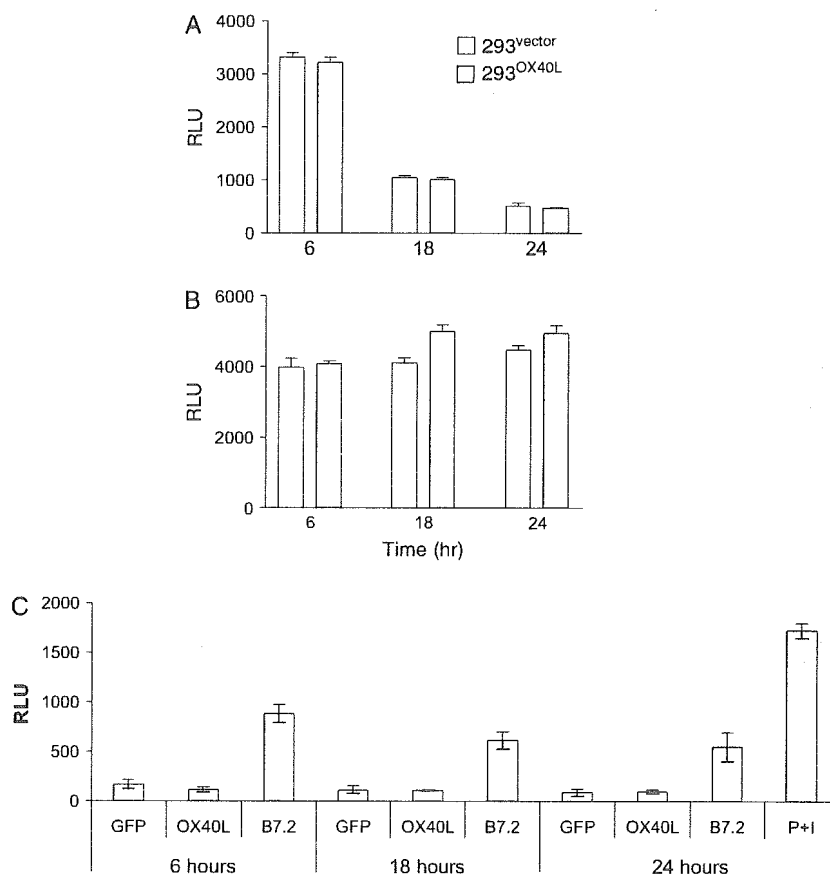 A
4000
3000
2000
1000
0
RLU
293vector
293OX40L
6 18 24
B
6000
4000
2000
0
RLU
6 18 24
Time (hr)
C
2000
1500
1000
500
0
RLU
GFP OX40L B7.2 GFP OX40L B7.2 GFP OX40L B7.2 P+I
6 hours 18 hours 24 hours